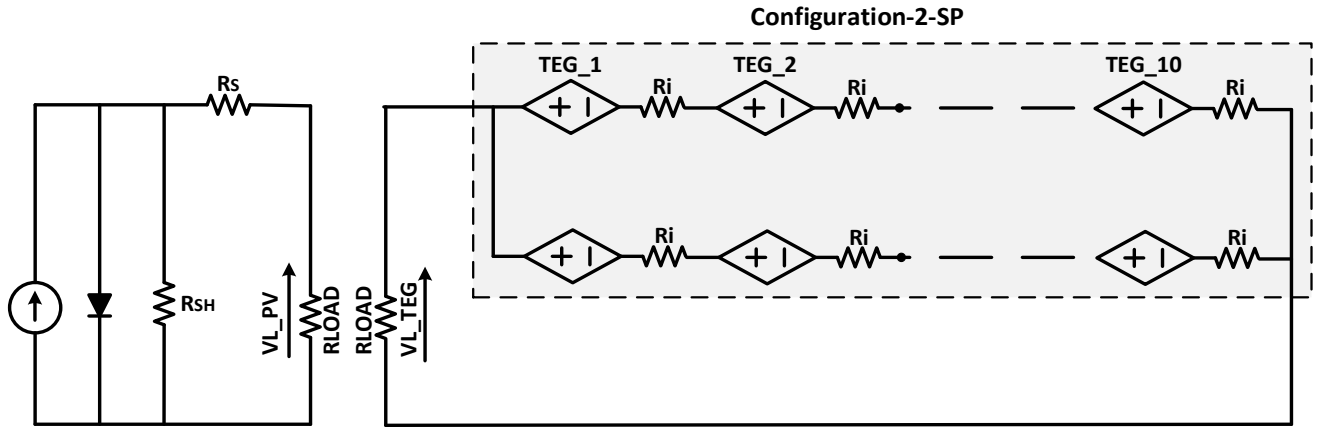 Configuration-2-SP
TEG_1
TEG_2
TEG_10
Ri
Ri
Ri
RS
RSH
VL_PV
RLOAD
RLOAD
VL_TEG
Ri
Ri
Ri